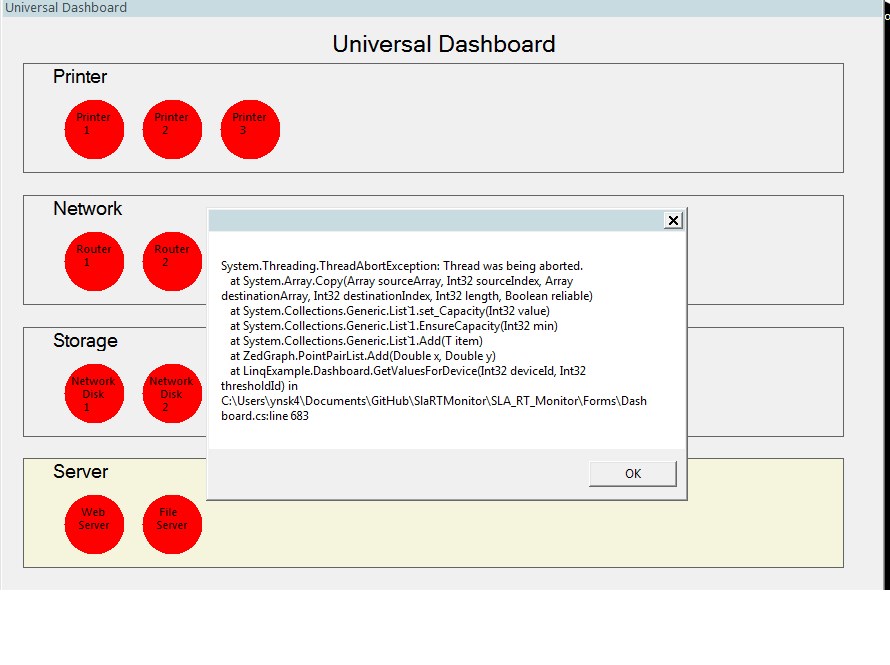 Universal Dashboard
Universal Dashboard
Printer
Printer
1
Printer
2
Printer
3
Network
Router
1
Router
2
System.Threading.ThreadAbortException: Thread was being aborted.
at System.Array.Copy(Array sourceArray, Int32 sourceIndex, Array
destinationArray, Int32 destinationIndex, Int32 length, Boolean reliable)
at System.Collections.Generic.List`1.set_Capacity(Int32 value)
at System.Collections.Generic.List`1.EnsureCapacity(Int32 min)
at System.Collections.Generic.List`1.Add(T item)
at ZedGraph.PointPairList.Add(Double x, Double y)
at LinqExample.Dashboard.GetValuesForDevice(Int32 deviceId, Int32
thresholdId) in
C:\Users\ynsk4\Documents\GitHub\SlaRTMonitor\SLA_RT_Monitor\Forms\Dash
board.cs:line 683
OK
Storage
Network
Disk
1
Network
Disk
2
Server
Web
Server
File
Server